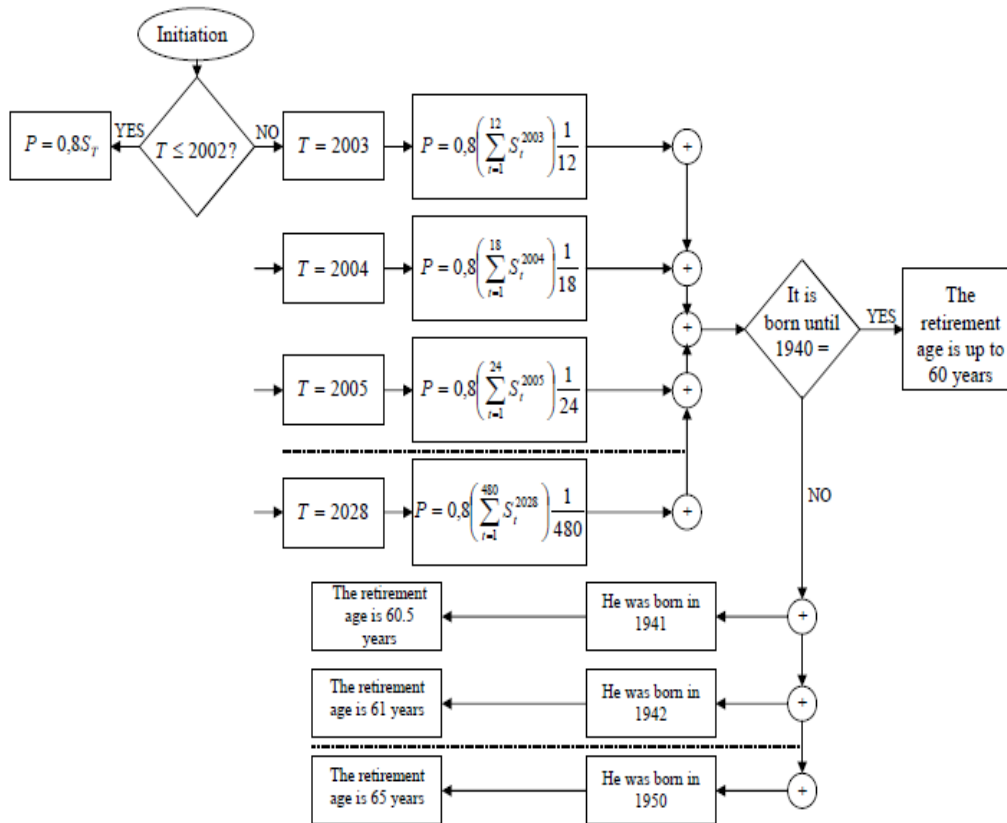 Initiation
YES
NO
P = 0,8S_T
T ≤ 2002?
T = 2003
P = 0,8(∑_{t=1}^{12} S_t^{2003}) 1/12
+
T = 2004
P = 0,8(∑_{t=1}^{18} S_t^{2004}) 1/18
+
+
T = 2005
P = 0,8(∑_{t=1}^{24} S_t^{2005}) 1/24
+
T = 2028
P = 0,8(∑_{t=1}^{480} S_t^{2028}) 1/480
+
It is
born until
1940 =
YES
The
retirement
age is up to
60 years
NO
The retirement
age is 60.5
years
He was born in
1941
+
The retirement
age is 61 years
He was born in
1942
+
The retirement
age is 65 years
He was born in
1950
+